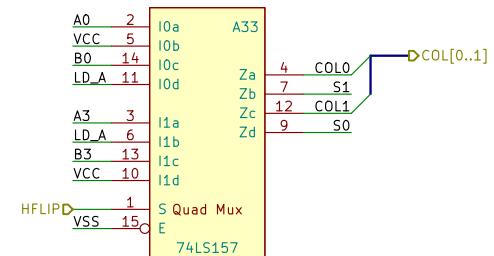 A0 2 I0a A33
VCC 5 I0b
B0 14 I0c
LD_A 11 I0d
Za 4 COL0 COL[0..1]
Zb 7 S1
Zc 12 COL1
Zd 9 S0
A3 3 I1a
LD_A 6 I1b
B3 13 I1c
VCC 10 I1d
HFLIP 1 S Quad Mux
VSS 15 E
74LS157